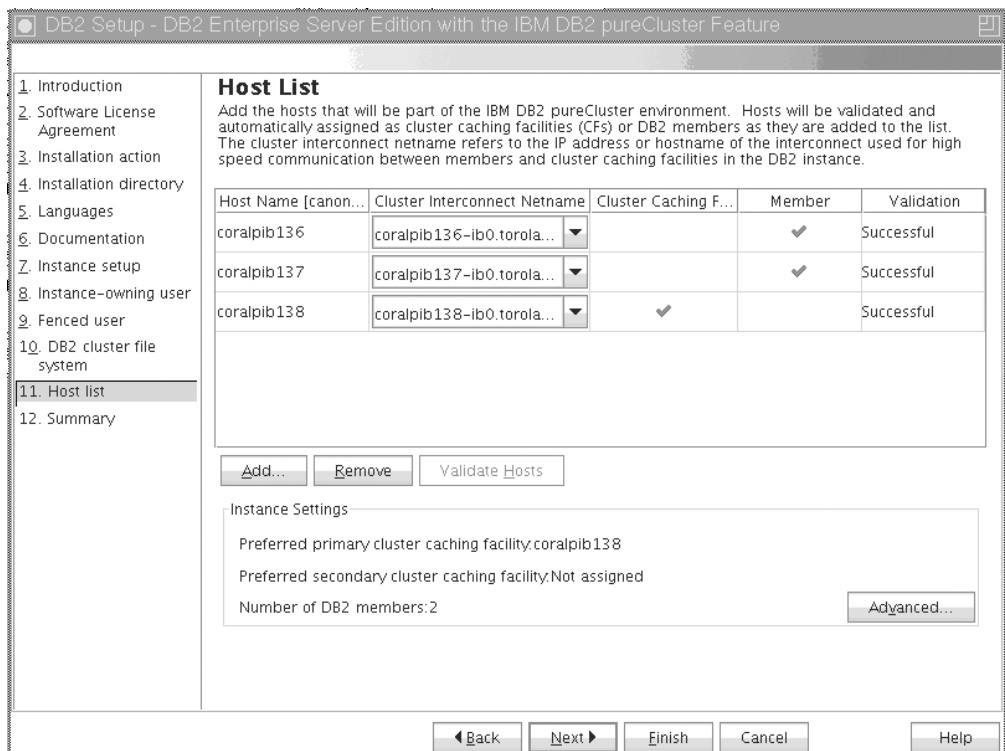 DB2 Setup - DB2 Enterprise Server Edition with the IBM DB2 pureCluster Feature
1. Introduction
2. Software License
Agreement
3. Installation action
4. Installation directory
5. Languages
6. Documentation
7. Instance setup
8. Instance-owning user
9. Fenced user
10. DB2 cluster file
system
11. Host list
12. Summary
Host List
Add the hosts that will be part of the IBM DB2 pureCluster environment. Hosts will be validated and
automatically assigned as cluster caching facilities (CFs) or DB2 members as they are added to the list.
The cluster interconnect netname refers to the IP address or hostname of the interconnect used for high
speed communication between members and cluster caching facilities in the DB2 instance.
Host Name [canon... Cluster Interconnect Netname Cluster Caching F... Member Validation
coralpib136 coralpib136-ib0.torola... Successful
coralpib137 coralpib137-ib0.torola... Successful
coralpib138 coralpib138-ib0.torola... Successful
Add... Remove Validate Hosts
Instance Settings
Preferred primary cluster caching facility:coralpib138
Preferred secondary cluster caching facility:Not assigned
Number of DB2 members:2
Advanced...
Back Next Finish Cancel Help